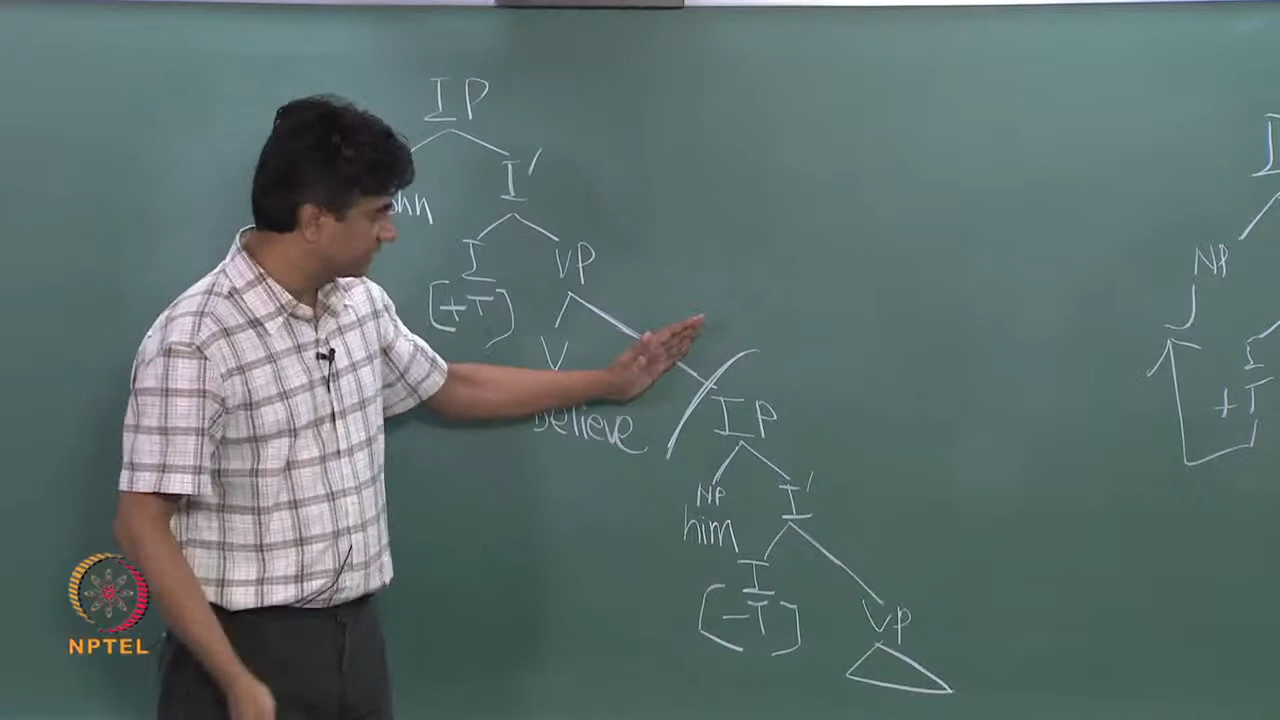 IP
I'
I
VP
[+T]
V
believe
IP
NP
I'
him
I
[-T]
VP
NP
J
I
+T
NPTEL